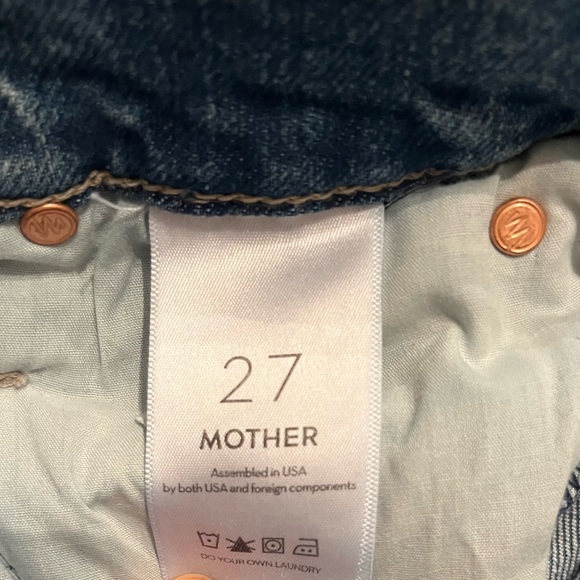 27
MOTHER
Assembled in USA
by both USA and foreign components
DO YOUR OWN LAUNDRY